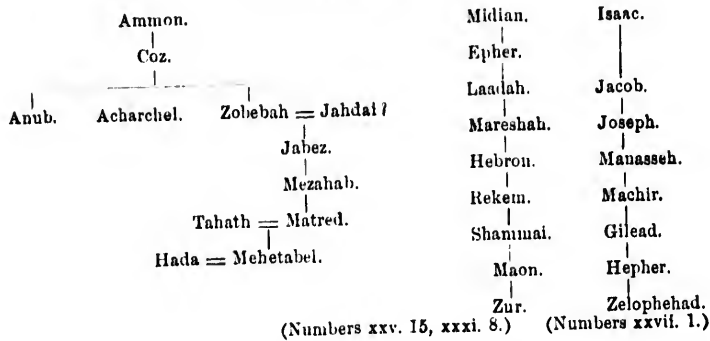 Ammon.
Coz.
Anub. Acharchel. Zobebah = Jahdai?
Jabez.
Mezahab.
Tahath = Matred.
Hada = Mehetabel.
Midian. Isaac.
Epher.
Laadah. Jacob.
Mareshah. Joseph.
Hebron. Manasseh.
Rekem. Machir.
Shammai. Gilead.
Maon. Hepher.
Zur. Zelophehad.
(Numbers xxv. 15, xxxi. 8.) (Numbers xxvii. 1.)